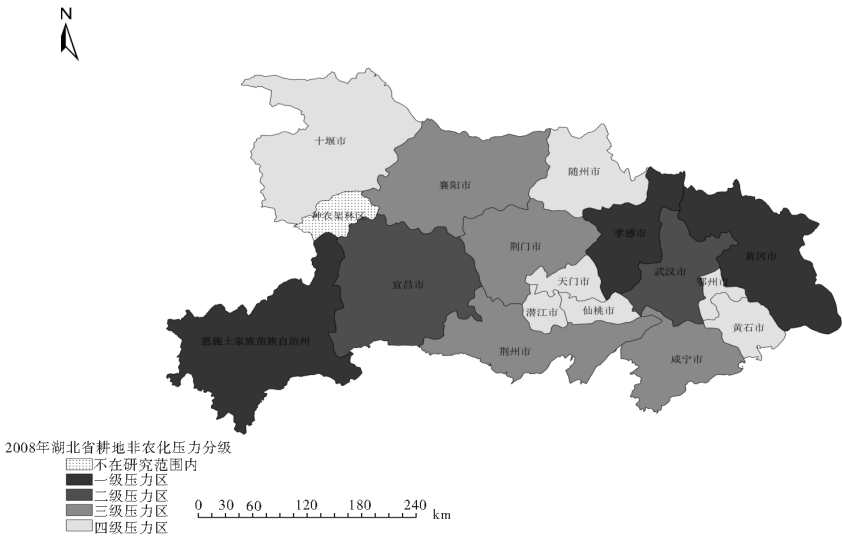 N
十堰市
襄阳市
随州市
神农架林区
孝感市
荆门市
黄冈市
武汉市
宜昌市
天门市
鄂州市
潜江市
仙桃市
黄石市
恩施土家族苗族自治州
荆州市
咸宁市
2008年湖北省耕地非农化压力分级
不在研究范围内
一级压力区
二级压力区
三级压力区
四级压力区
0 30 60 120 180 240 km